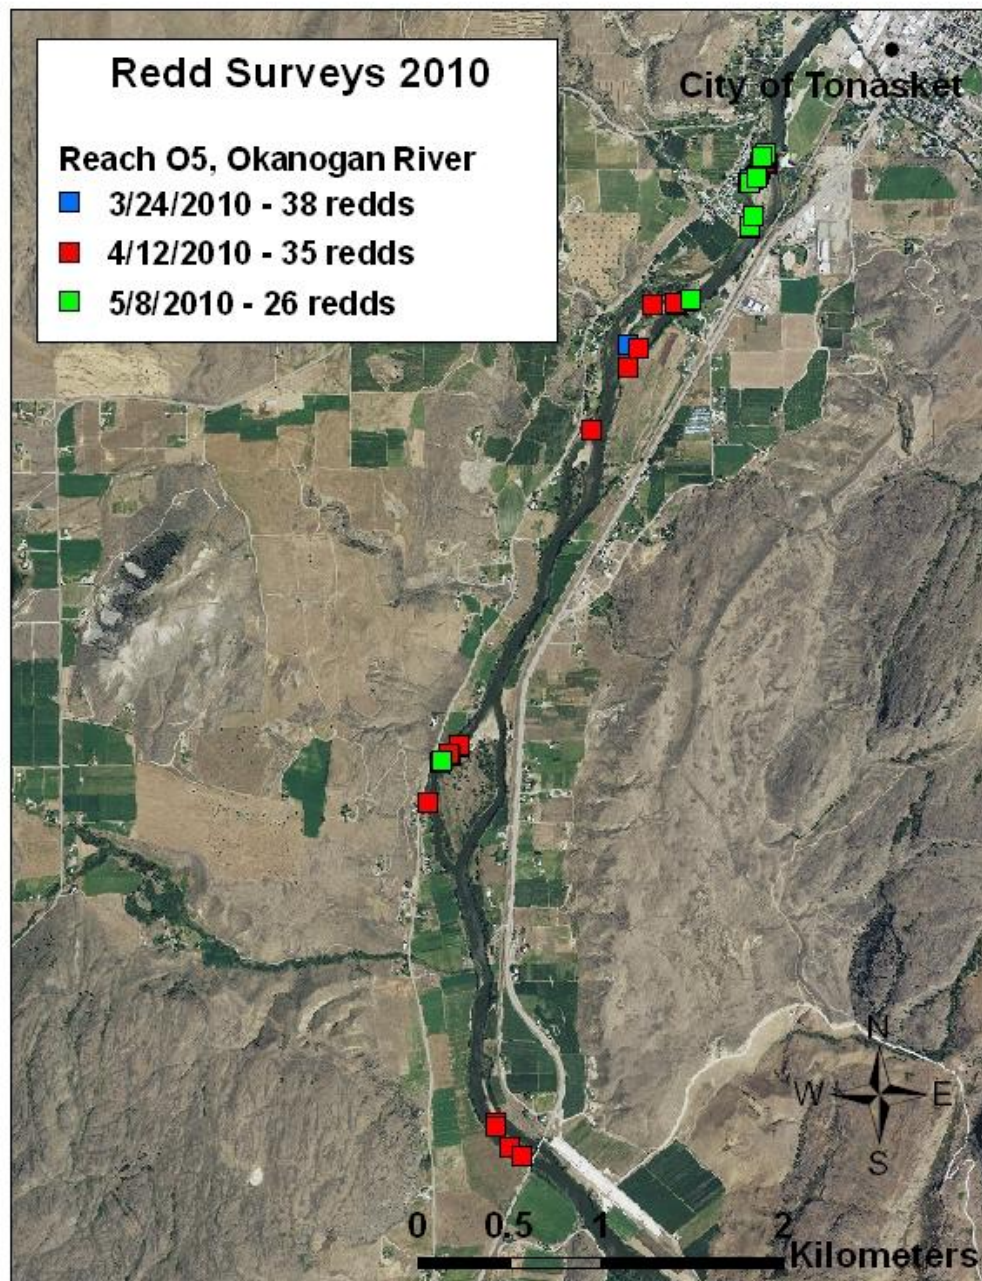 Redd Surveys 2010
City of Tonasket
Reach O5, Okanogan River
3/24/2010 - 38 redds
4/12/2010 - 35 redds
5/8/2010 - 26 redds
N
W
E
S
0 0.5 1 2
Kilometers